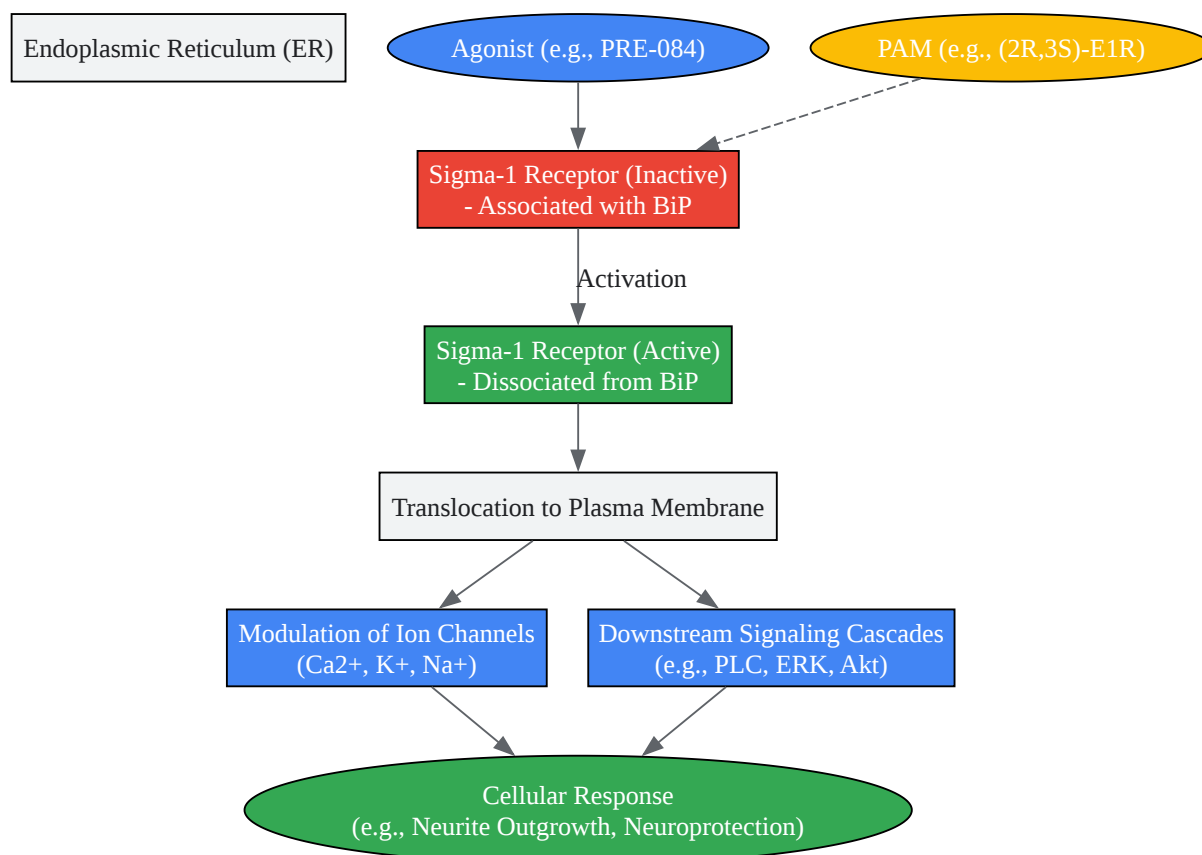 Endoplasmic Reticulum (ER)
Agonist (e.g., PRE-084)
PAM (e.g., (2R,3S)-E1R)
Sigma-1 Receptor (Inactive)
- Associated with BiP
Activation
Sigma-1 Receptor (Active)
- Dissociated from BiP
Translocation to Plasma Membrane
Modulation of Ion Channels
(Ca2+, K+, Na+)
Downstream Signaling Cascades
(e.g., PLC, ERK, Akt)
Cellular Response
(e.g., Neurite Outgrowth, Neuroprotection)